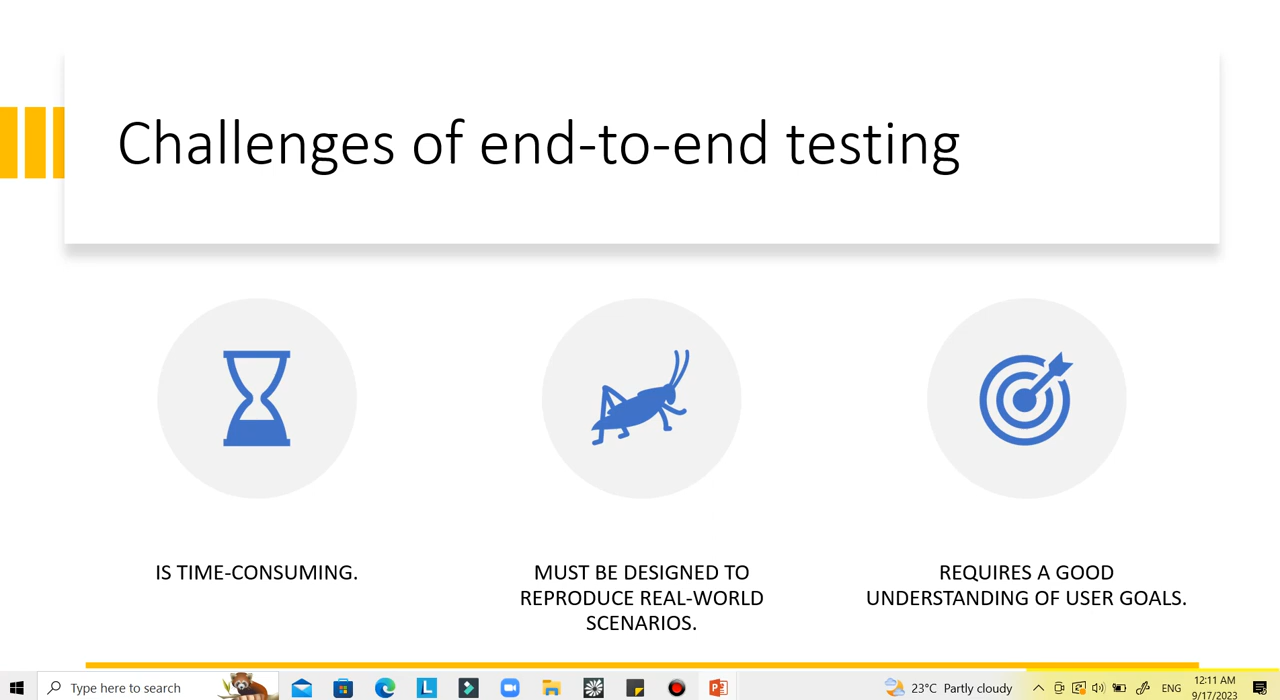 Challenges of end-to-end testing
IS TIME-CONSUMING.
MUST BE DESIGNED TO
REPRODUCE REAL-WORLD
SCENARIOS.
REQUIRES A GOOD
UNDERSTANDING OF USER GOALS.
Type here to search
L
23°C Partly cloudy
ENG
12:11 AM
9/17/2023